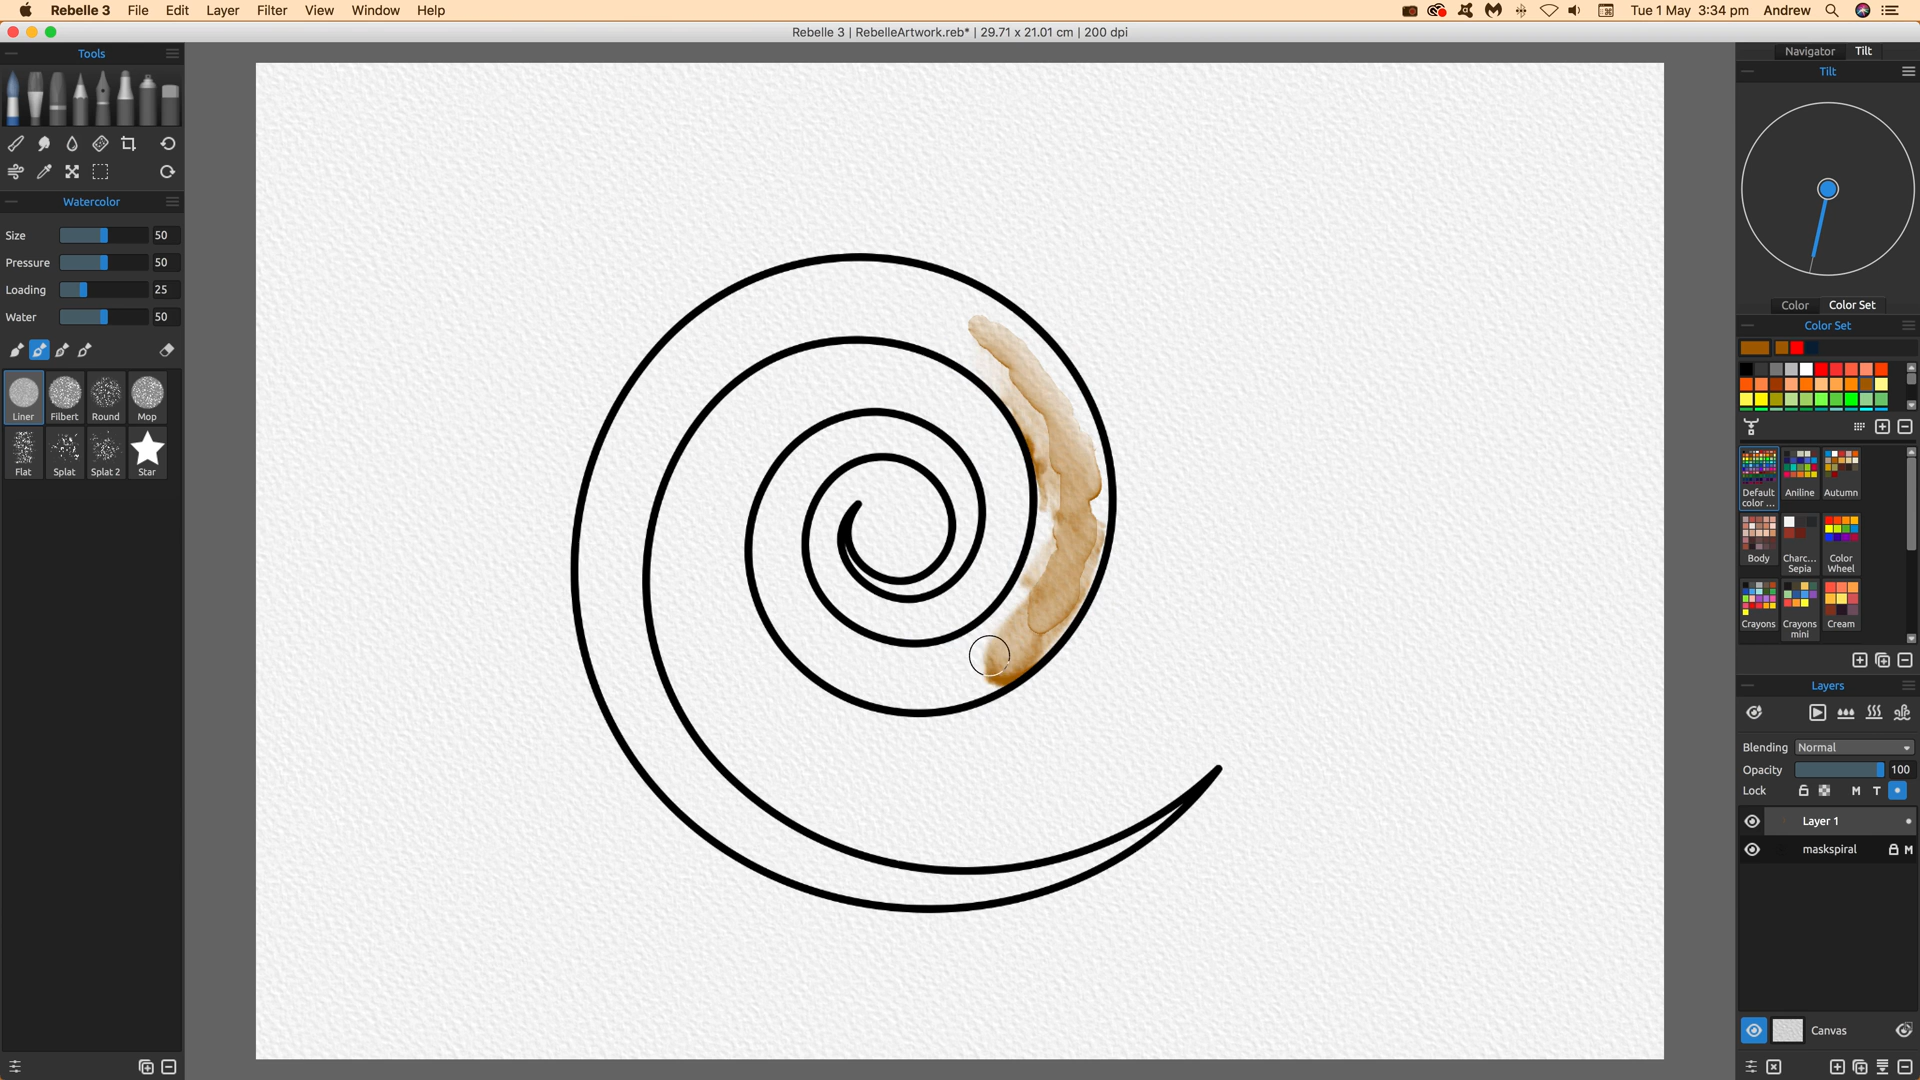 Rebelle 3 File Edit Layer Filter View Window Help
Tue 1 May 3:34 pm Andrew
Rebelle 3 | RebelleArtwork.reb* | 29.71 x 21.01 cm | 200 dpi
Tools
Watercolor
Size 50
Pressure 50
Loading 25
Water 50
Liner Filbert Round Mop
Flat Splat Splat 2 Star
Navigator Tilt
Tilt
Color Color Set
Color Set
Default color ... Aniline Autumn
Body Charc... Sepia Color Wheel
Crayons Crayons mini Cream
Layers
Blending Normal
Opacity 100
Lock M T
Layer 1
maskspiral M
Canvas